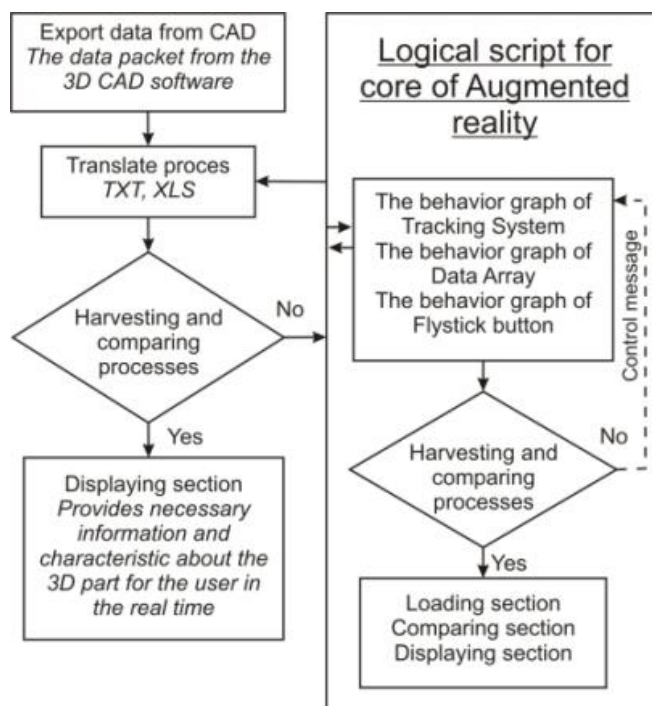 Export data from CAD
The data packet from the
3D CAD software
Translate proces
TXT, XLS
Harvesting and
comparing
processes
No
Yes
Displaying section
Provides necessary
information and
characteristic about the
3D part for the user in
the real time
Logical script for
core of Augmented
reality
The behavior graph of
Tracking System
The behavior graph of
Data Array
The behavior graph of
Flystick button
Control message
No
Harvesting and
comparing
processes
Yes
Loading section
Comparing section
Displaying section